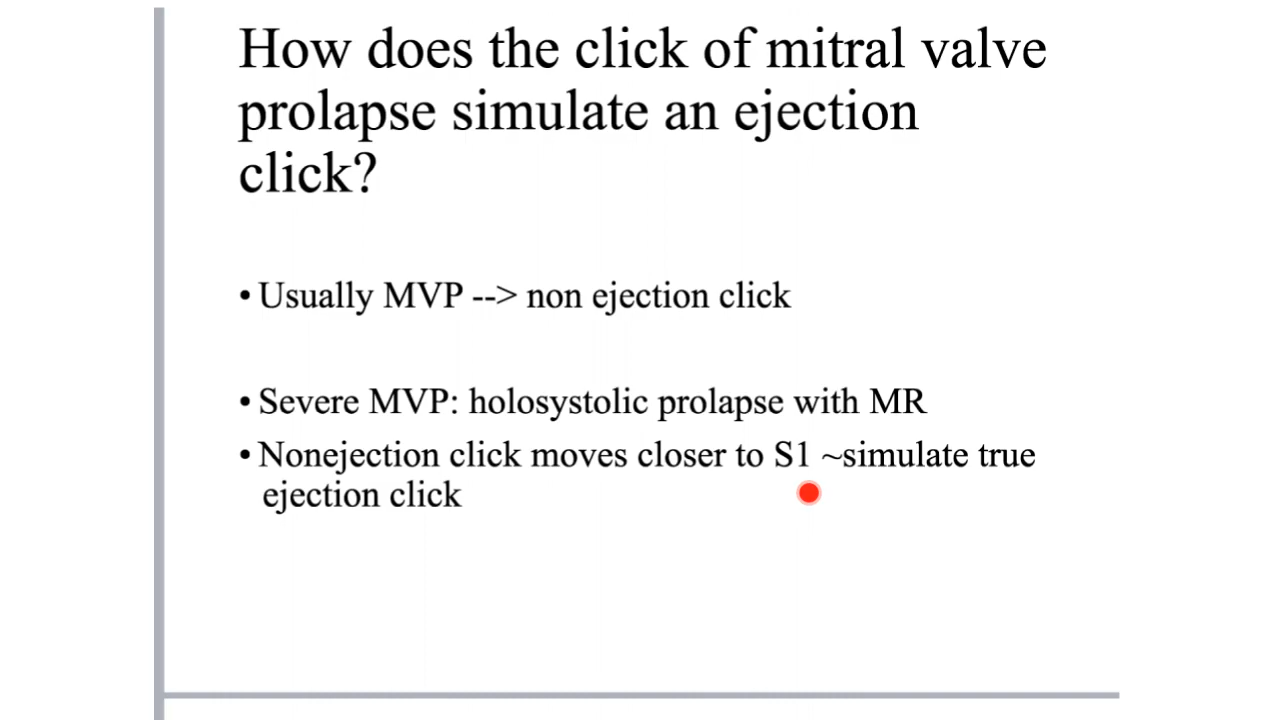 How does the click of mitral valve
prolapse simulate an ejection
click?
• Usually MVP --> non ejection click
• Severe MVP: holosystolic prolapse with MR
• Nonejection click moves closer to S1 ~simulate true
ejection click